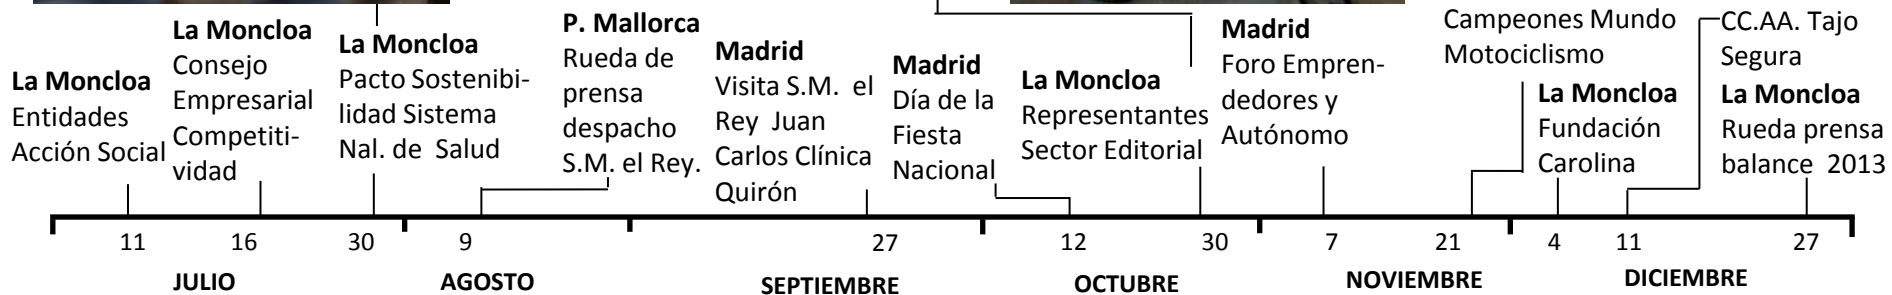 La Moncloa
Entidades
Acción Social
La Moncloa
Consejo
Empresarial
Competiti-
vidad
La Moncloa
Pacto Sostenibi-
lidad Sistema
Nal. de Salud
P. Mallorca
Rueda de
prensa
despacho
S.M. el Rey.
Madrid
Visita S.M. el
Rey Juan
Carlos Clínica
Quirón
Madrid
Día de la
Fiesta
Nacional
La Moncloa
Representantes
Sector Editorial
Madrid
Foro Empren-
dedores y
Autónomo
Campeones Mundo
Motociclismo
La Moncloa
Fundación
Carolina
CC.AA. Tajo
Segura
La Moncloa
Rueda prensa
balance 2013
11 16 30 9 27 12 30 7 21 4 11 27
JULIO AGOSTO SEPTIEMBRE OCTUBRE NOVIEMBRE DICIEMBRE